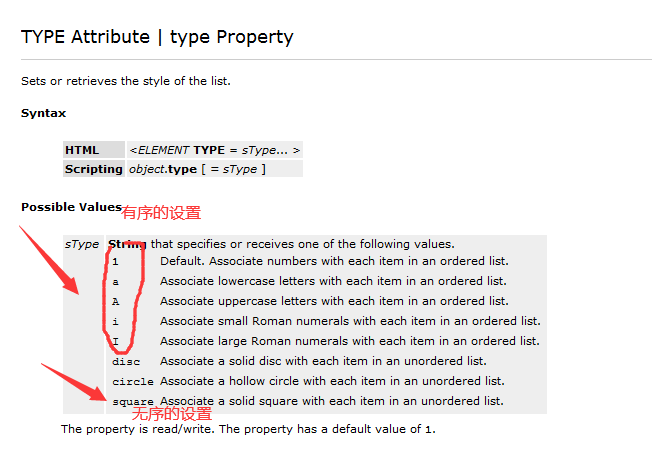 TYPE Attribute | type Property
Sets or retrieves the style of the list.
Syntax
HTML <ELEMENT TYPE = sType... >
Scripting object.type [ = sType ]
Possible Values
有序的设置
sType String that specifies or receives one of the following values.
1 Default. Associate numbers with each item in an ordered list.
a Associate lowercase letters with each item in an ordered list.
A Associate uppercase letters with each item in an ordered list.
i Associate small Roman numerals with each item in an ordered list.
I Associate large Roman numerals with each item in an ordered list.
disc Associate a solid disc with each item in an unordered list.
circle Associate a hollow circle with each item in an unordered list.
square Associate a solid square with each item in an unordered list.
无序的设置
The property is read/write. The property has a default value of 1.